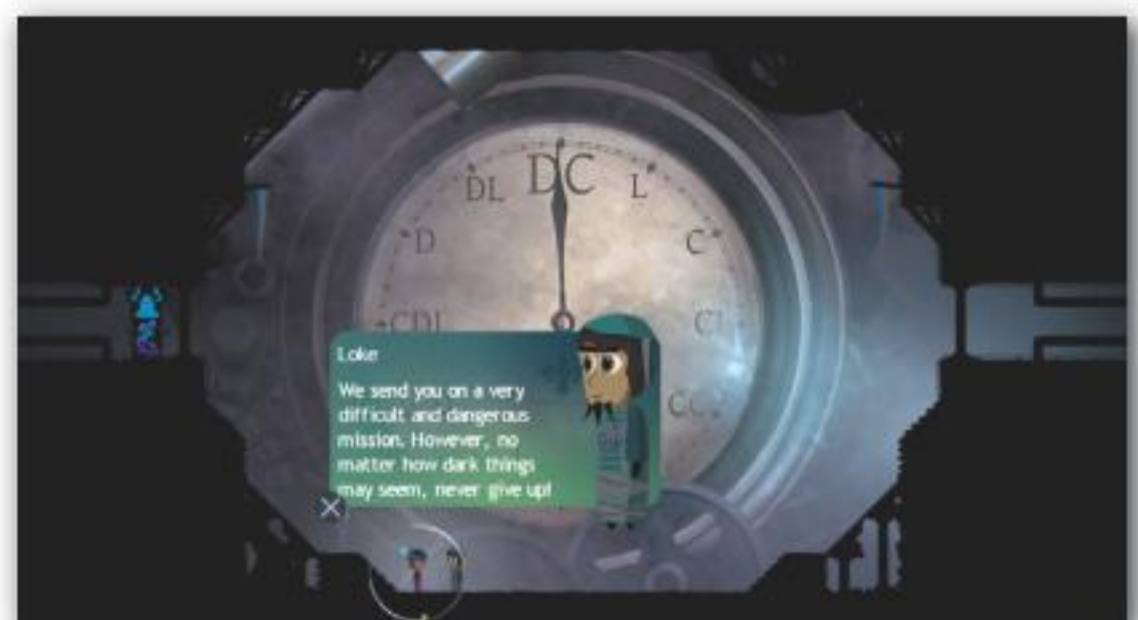 DC
DL
L
D
C
Loke
We send you on a very
difficult and dangerous
mission. However, no
matter how dark things
may seem, never give up!